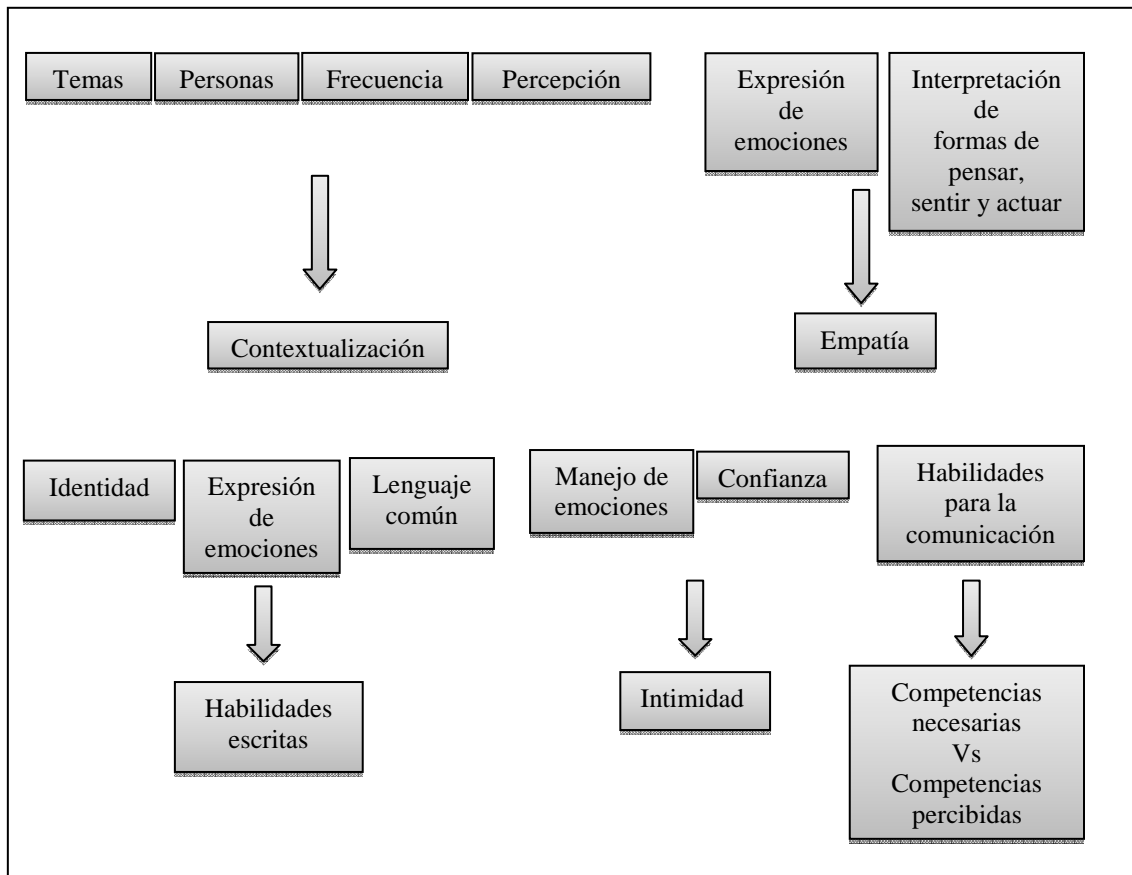 Temas
Personas
Frecuencia
Percepción
Expresión
de
emociones
Interpretación
de
formas de
pensar,
sentir y actuar
Contextualización
Empatía
Identidad
Expresión
de
emociones
Lenguaje
común
Manejo de
emociones
Confianza
Habilidades
para la
comunicación
Habilidades
escritas
Intimidad
Competencias
necesarias
Vs
Competencias
percibidas